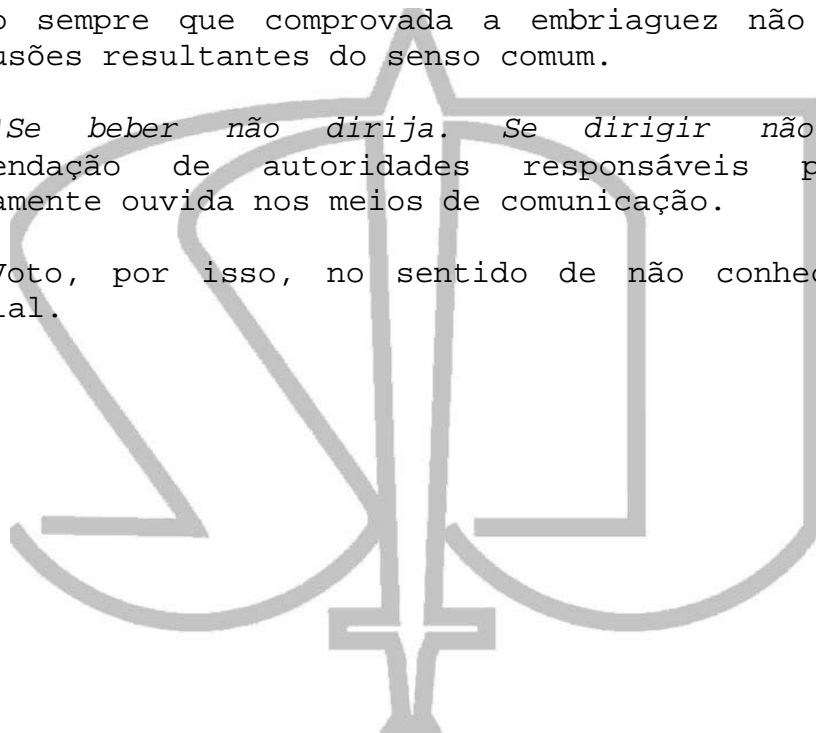 o sempre que comprovada a embriaguez não
usões resultantes do senso comum.
Se beber não dirija. Se dirigir não
endação de autoridades responsáveis p
amente ouvida nos meios de comunicação.
Voto, por isso, no sentido de não conhec
ial.